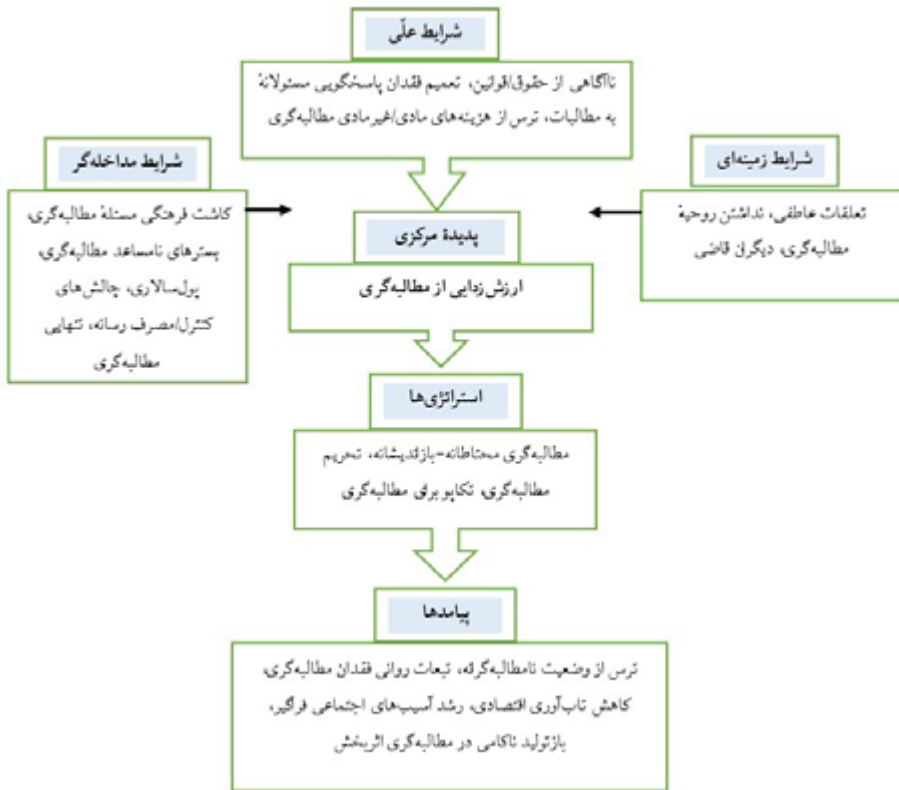 شرایط علّی
ناآگاهی از حقوق/قوانین، تعمیم فقدان پاسخگویی مسئولانهٔ
به مطالبات، ترس از هزینه‌های مادی/غیرمادی مطالبه‌گری
شرایط زمینه‌ای
تعلقات عاطفی، نداشتن روحیهٔ
مطالبه‌گری، دیگران قاضی
شرایط مداخله‌گر
کاشت فرهنگی مسئلهٔ مطالبه‌گری،
بسترهای نامساعد مطالبه‌گری،
پول‌سالاری، چالش‌های
کنترل/مصرف رسانه، تنهایی
مطالبه‌گری
پدیدهٔ مرکزی
ارزش‌زدایی از مطالبه‌گری
استراتژی‌ها
مطالبه‌گری محتاطانه-بازاندیشانه، تحریم
مطالبه‌گری، تکاپو برای مطالبه‌گری
پیامدها
ترس از وضعیت نامطالبه‌گرانه، تبعات روانی فقدان مطالبه‌گری،
کاهش تاب‌آوری اقتصادی، رشد آسیب‌های اجتماعی فراگیر،
بازتولید ناکامی در مطالبه‌گری اثربخش